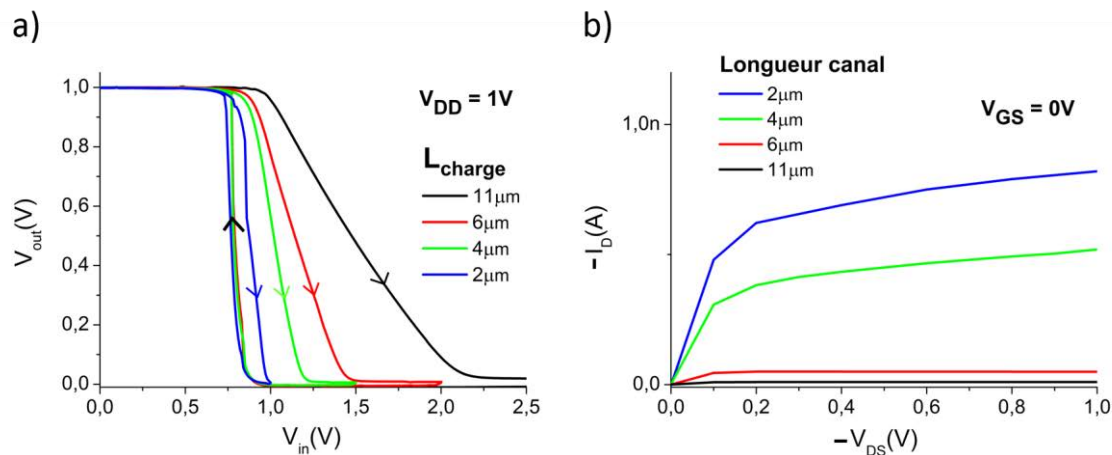 a)
1,0
0,8
0,6
0,4
0,2
0,0
V_out(V)
V_DD = 1V
L_charge
11µm
6µm
4µm
2µm
0,0 0,5 1,0 1,5 2,0 2,5
V_in(V)
b)
1,0n
0,0
−I_D(A)
Longueur canal
2µm
4µm
6µm
11µm
V_GS = 0V
0,0 0,2 0,4 0,6 0,8 1,0
−V_DS(V)